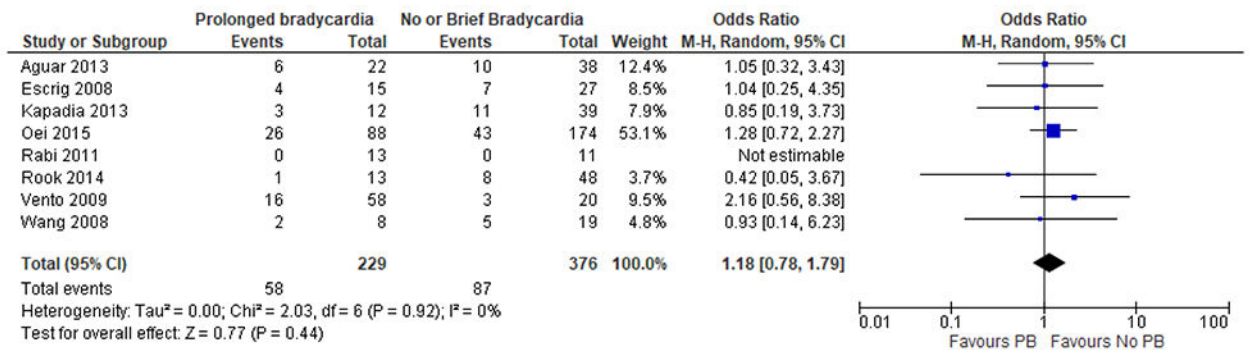 Prolonged bradycardia No or Brief Bradycardia Odds Ratio Odds Ratio
Study or Subgroup Events Total Events Total Weight M-H, Random, 95% CI M-H, Random, 95% CI
Aguar 2013 6 22 10 38 12.4% 1.05 [0.32, 3.43]
Escrig 2008 4 15 7 27 8.5% 1.04 [0.25, 4.35]
Kapadia 2013 3 12 11 39 7.9% 0.85 [0.19, 3.73]
Oei 2015 26 88 43 174 53.1% 1.28 [0.72, 2.27]
Rabi 2011 0 13 0 11 Not estimable
Rook 2014 1 13 8 48 3.7% 0.42 [0.05, 3.67]
Vento 2009 16 58 3 20 9.5% 2.16 [0.56, 8.38]
Wang 2008 2 8 5 19 4.8% 0.93 [0.14, 6.23]
Total (95% CI) 229 376 100.0% 1.18 [0.78, 1.79]
Total events 58 87
Heterogeneity: Tau² = 0.00; Chi² = 2.03, df = 6 (P = 0.92); I² = 0%
Test for overall effect: Z = 0.77 (P = 0.44)
0.01 0.1 1 10 100
Favours PB Favours No PB